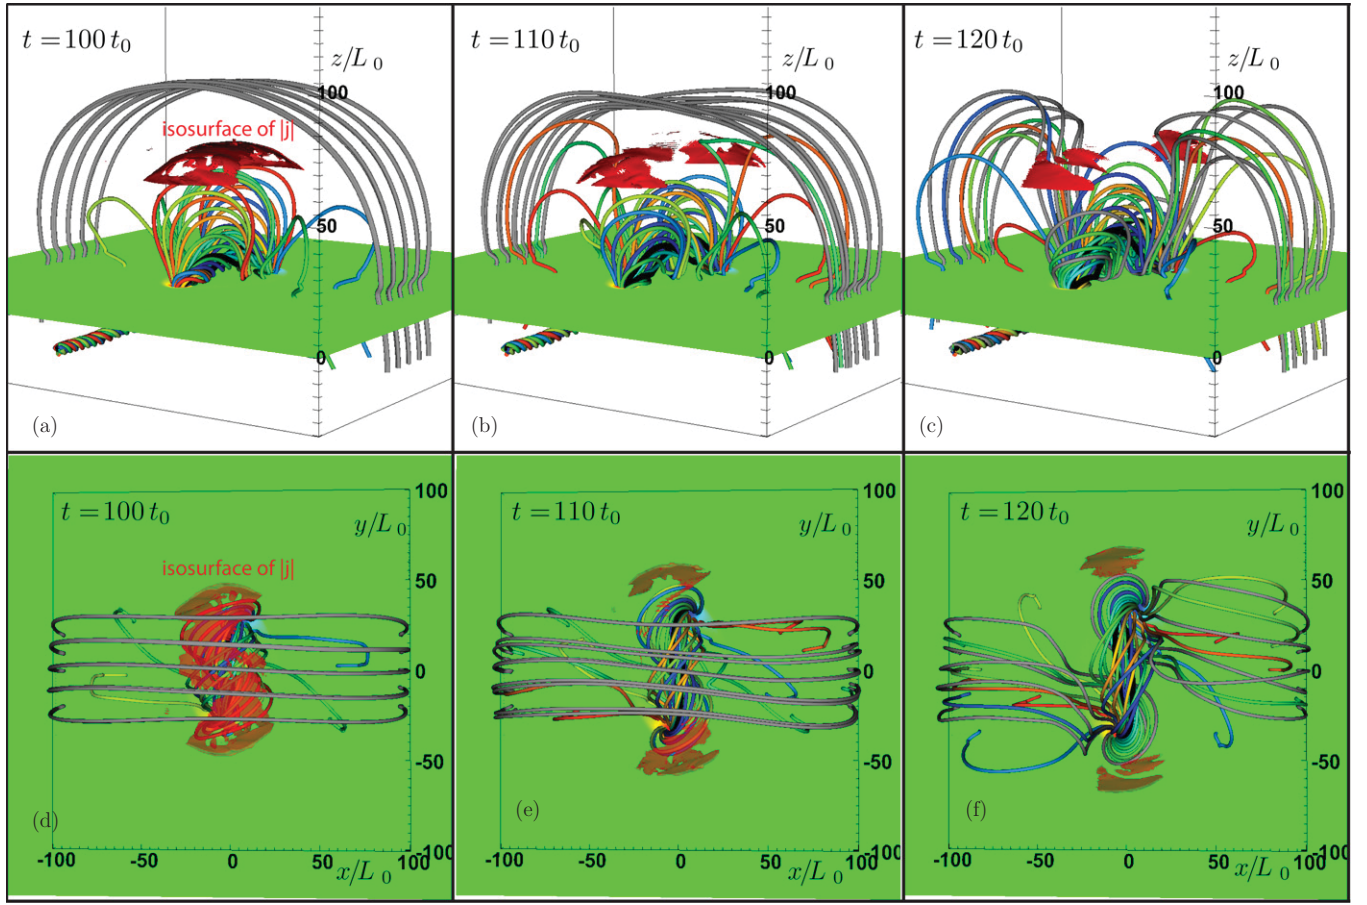 t = 100 t₀
z/L₀
100
isosurface of |j|
50
0
(a)
t = 110 t₀
z/L₀
100
50
0
(b)
t = 120 t₀
z/L₀
100
50
0
(c)
100
t = 100 t₀
y/L₀
isosurface of |j|
50
0
-50
(d)
-100
-100 -50 0 50 100
x/L₀
100
t = 110 t₀
y/L₀
50
0
-50
(e)
-100
-100 -50 0 50 100
x/L₀
100
t = 120 t₀
y/L₀
50
0
-50
(f)
-100
-100 -50 0 50 100
x/L₀